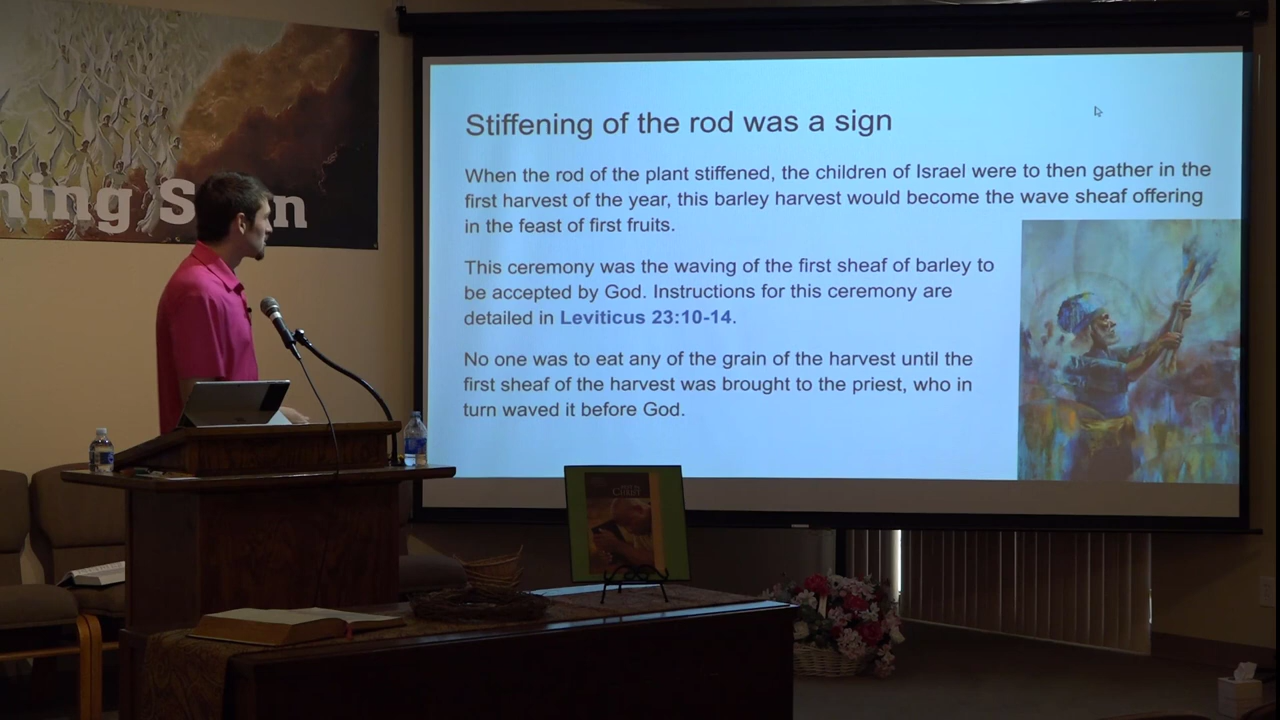 ning S n
Stiffening of the rod was a sign
When the rod of the plant stiffened, the children of Israel were to then gather in the
first harvest of the year, this barley harvest would become the wave sheaf offering
in the feast of first fruits.
This ceremony was the waving of the first sheaf of barley to
be accepted by God. Instructions for this ceremony are
detailed in Leviticus 23:10-14.
No one was to eat any of the grain of the harvest until the
first sheaf of the harvest was brought to the priest, who in
turn waved it before God.
CHRIST